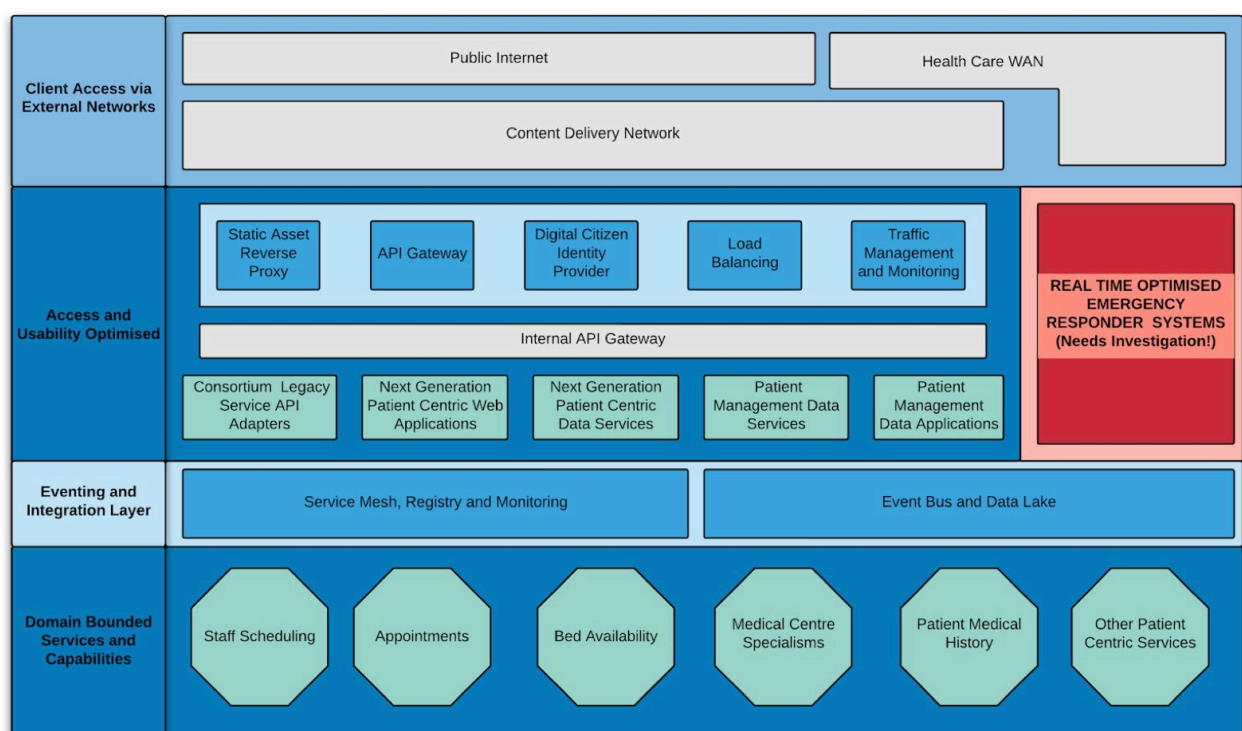 Client Access via
External Networks
Public Internet
Health Care WAN
Content Delivery Network
Access and
Usability Optimised
Static Asset
Reverse
Proxy
API Gateway
Digital Citizen
Identity
Provider
Load
Balancing
Traffic
Management
and Monitoring
REAL TIME OPTIMISED
EMERGENCY
RESPONDER SYSTEMS
(Needs Investigation!)
Internal API Gateway
Consortium Legacy
Service API
Adapters
Next Generation
Patient Centric Web
Applications
Next Generation
Patient Centric
Data Services
Patient
Management Data
Services
Patient
Management
Data Applications
Eventing and
Integration Layer
Service Mesh, Registry and Monitoring
Event Bus and Data Lake
Domain Bounded
Services and
Capabilities
Staff Scheduling
Appointments
Bed Availability
Medical Centre
Specialisms
Patient Medical
History
Other Patient
Centric Services